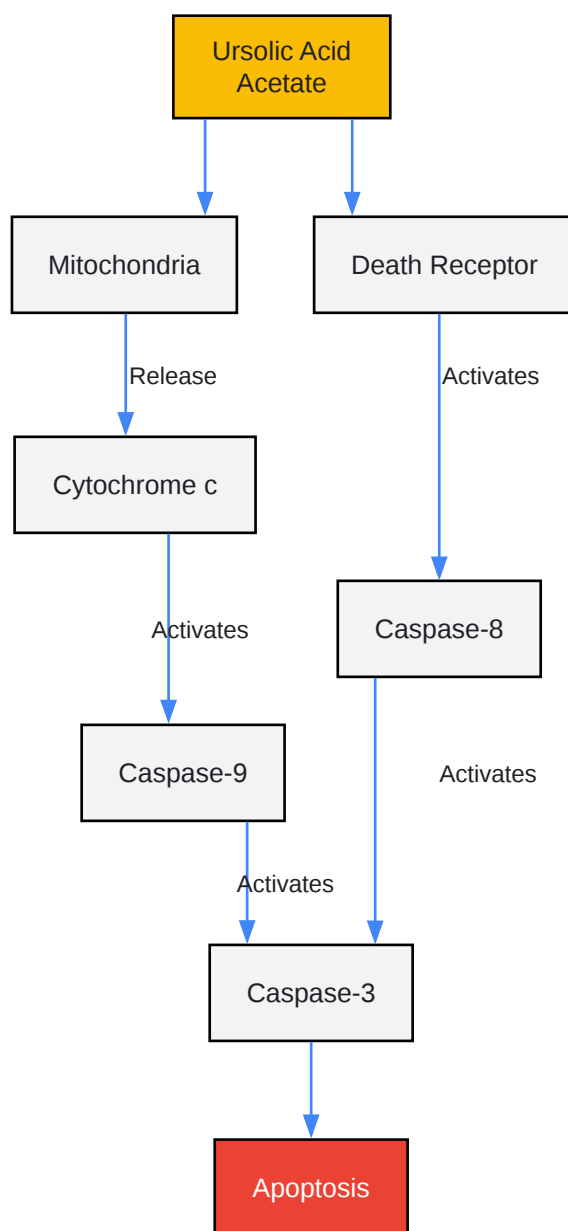 Ursolic Acid
Acetate
Mitochondria
Death Receptor
Release
Activates
Cytochrome c
Activates
Caspase-8
Caspase-9
Activates
Activates
Caspase-3
Apoptosis